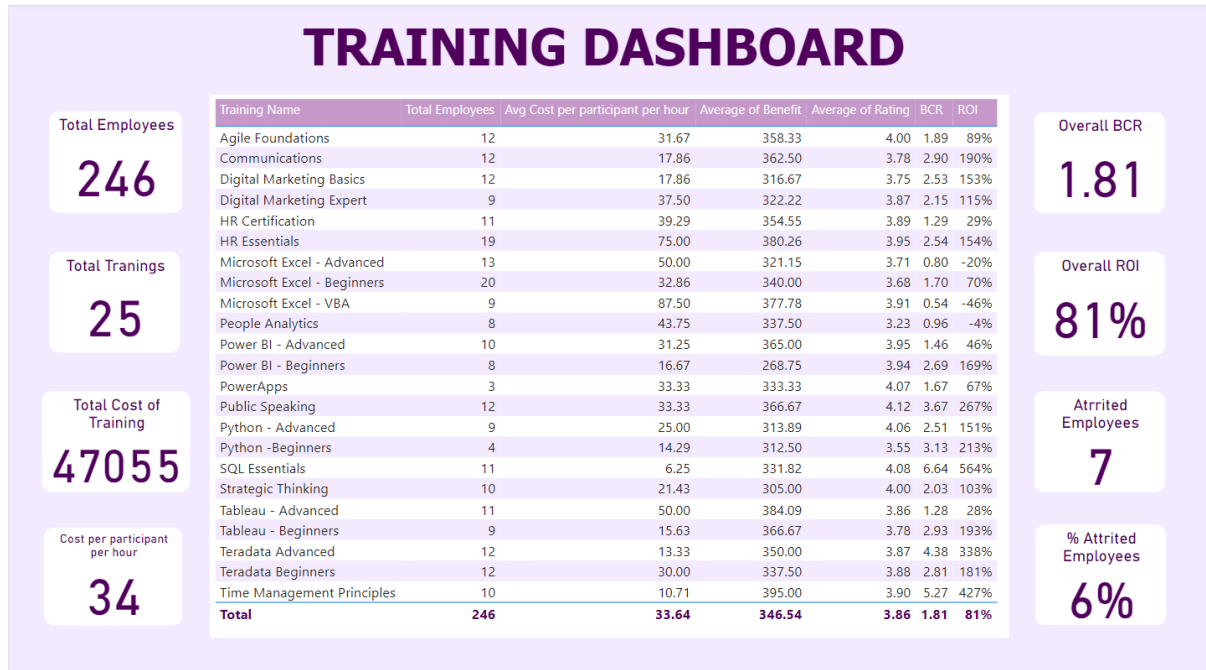 TRAINING DASHBOARD
Total Employees
246
Total Tranings
25
Total Cost of
Training
47055
Cost per participant
per hour
34
Training Name Total Employees Avg Cost per participant per hour Average of Benefit Average of Rating BCR ROI
Agile Foundations 12 31.67 358.33 4.00 1.89 89%
Communications 12 17.86 362.50 3.78 2.90 190%
Digital Marketing Basics 12 17.86 316.67 3.75 2.53 153%
Digital Marketing Expert 9 37.50 322.22 3.87 2.15 115%
HR Certification 11 39.29 354.55 3.89 1.29 29%
HR Essentials 19 75.00 380.26 3.95 2.54 154%
Microsoft Excel - Advanced 13 50.00 321.15 3.71 0.80 -20%
Microsoft Excel - Beginners 20 32.86 340.00 3.68 1.70 70%
Microsoft Excel - VBA 9 87.50 377.78 3.91 0.54 -46%
People Analytics 8 43.75 337.50 3.23 0.96 -4%
Power BI - Advanced 10 31.25 365.00 3.95 1.46 46%
Power BI - Beginners 8 16.67 268.75 3.94 2.69 169%
PowerApps 3 33.33 333.33 4.07 1.67 67%
Public Speaking 12 33.33 366.67 4.12 3.67 267%
Python - Advanced 9 25.00 313.89 4.06 2.51 151%
Python -Beginners 4 14.29 312.50 3.55 3.13 213%
SQL Essentials 11 6.25 331.82 4.08 6.64 564%
Strategic Thinking 10 21.43 305.00 4.00 2.03 103%
Tableau - Advanced 11 50.00 384.09 3.86 1.28 28%
Tableau - Beginners 9 15.63 366.67 3.78 2.93 193%
Teradata Advanced 12 13.33 350.00 3.87 4.38 338%
Teradata Beginners 12 30.00 337.50 3.88 2.81 181%
Time Management Principles 10 10.71 395.00 3.90 5.27 427%
Total 246 33.64 346.54 3.86 1.81 81%
Overall BCR
1.81
Overall ROI
81%
Atrrited
Employees
7
% Attrited
Employees
6%